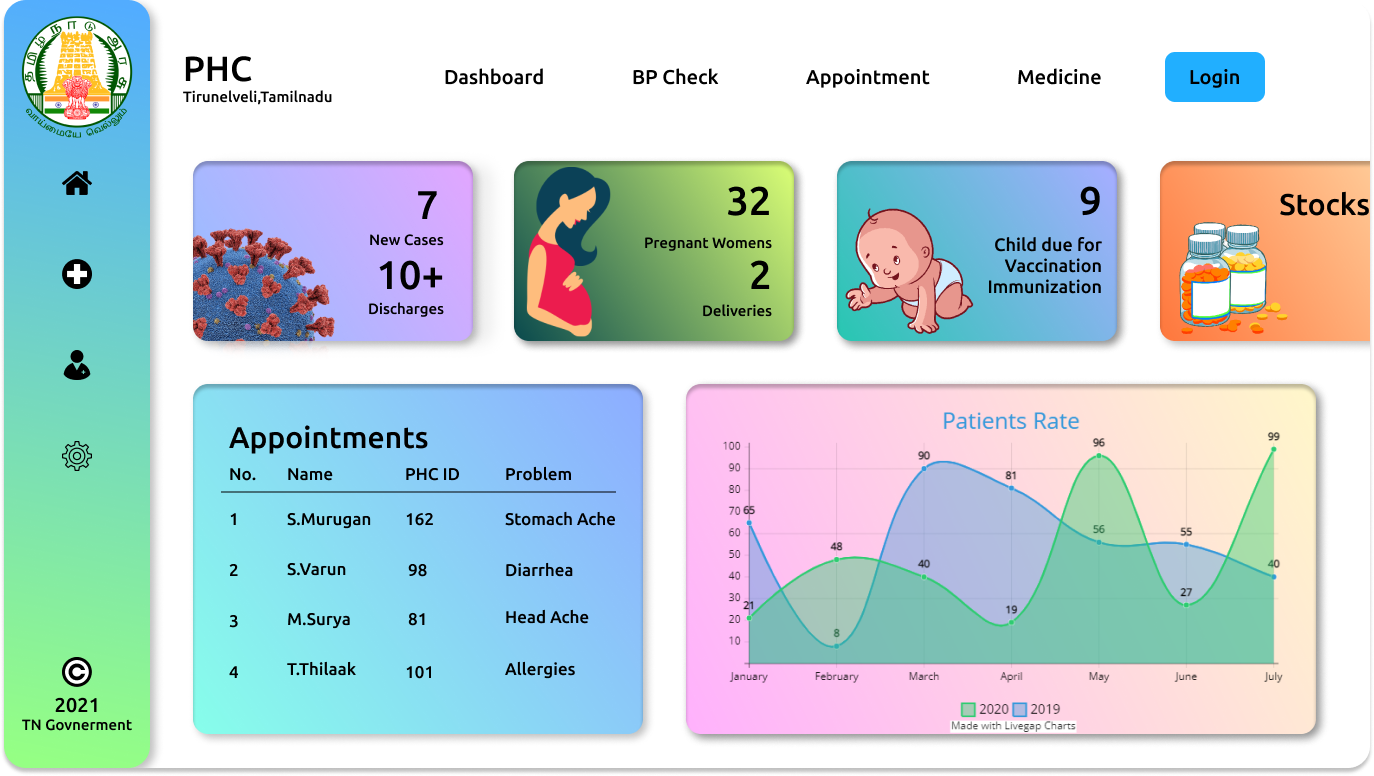 தமிழ்நாடு அரசு
வாய்மையே வெல்லும்
PHC
Tirunelveli,Tamilnadu
Dashboard
BP Check
Appointment
Medicine
Login
7
New Cases
10+
Discharges
32
Pregnant Womens
2
Deliveries
9
Child due for
Vaccination
Immunization
Stocks
Appointments
No. Name PHC ID Problem
1 S.Murugan 162 Stomach Ache
2 S.Varun 98 Diarrhea
3 M.Surya 81 Head Ache
4 T.Thilaak 101 Allergies
Patients Rate
100
90
80
70
60
50
40
30
20
10
65
21
48
8
90
40
81
19
96
56
55
27
99
40
January February March April May June July
2020 2019
Made with Livegap Charts
©
2021
TN Govnerment